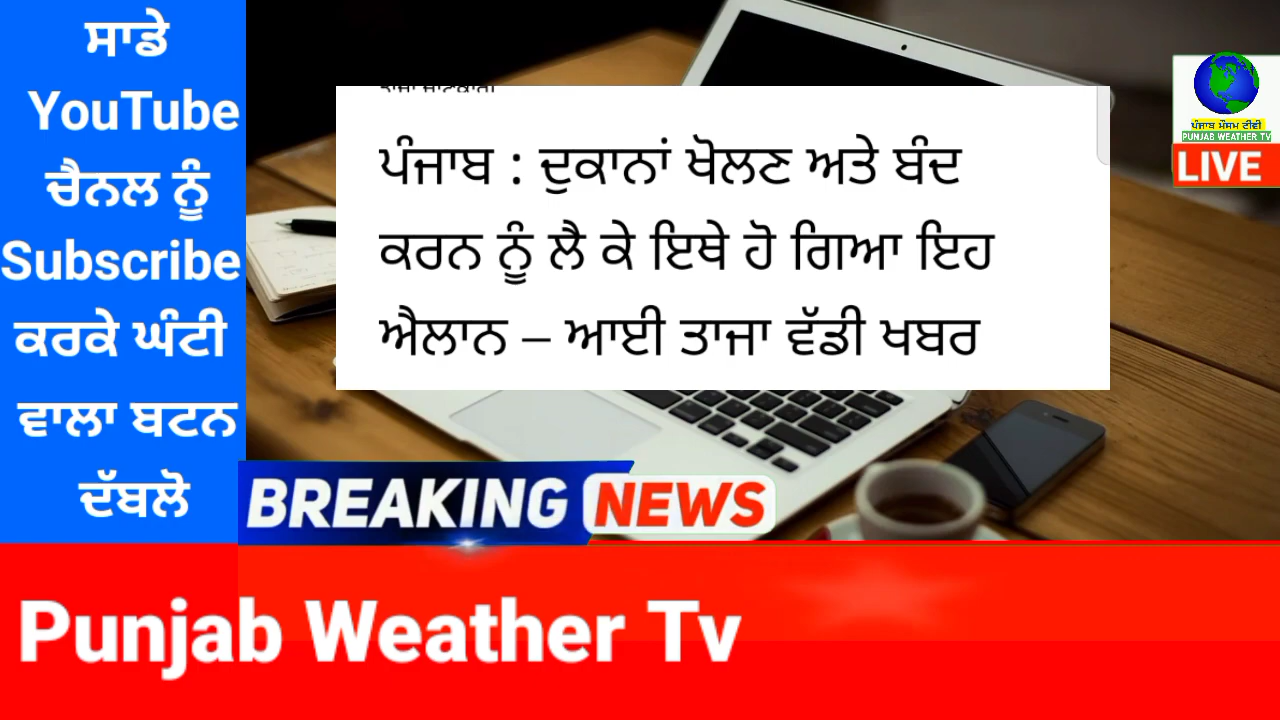 ਸਾਡੇ
YouTube
ਚੈਨਲ ਨੂੰ
Subscribe
ਕਰਕੇ ਘੰਟੀ
ਵਾਲਾ ਬਟਨ
ਦੱਬਲੋ
ਪੰਜਾਬ : ਦੁਕਾਨਾਂ ਖੋਲਣ ਅਤੇ ਬੰਦ
ਕਰਨ ਨੂੰ ਲੈ ਕੇ ਇਥੇ ਹੋ ਗਿਆ ਇਹ
ਐਲਾਨ – ਆਈ ਤਾਜਾ ਵੱਡੀ ਖਬਰ
ਪੰਜਾਬ ਮੌਸਮ ਟੀਵੀ
PUNJAB WEATHER TV
LIVE
BREAKING NEWS
Punjab Weather Tv